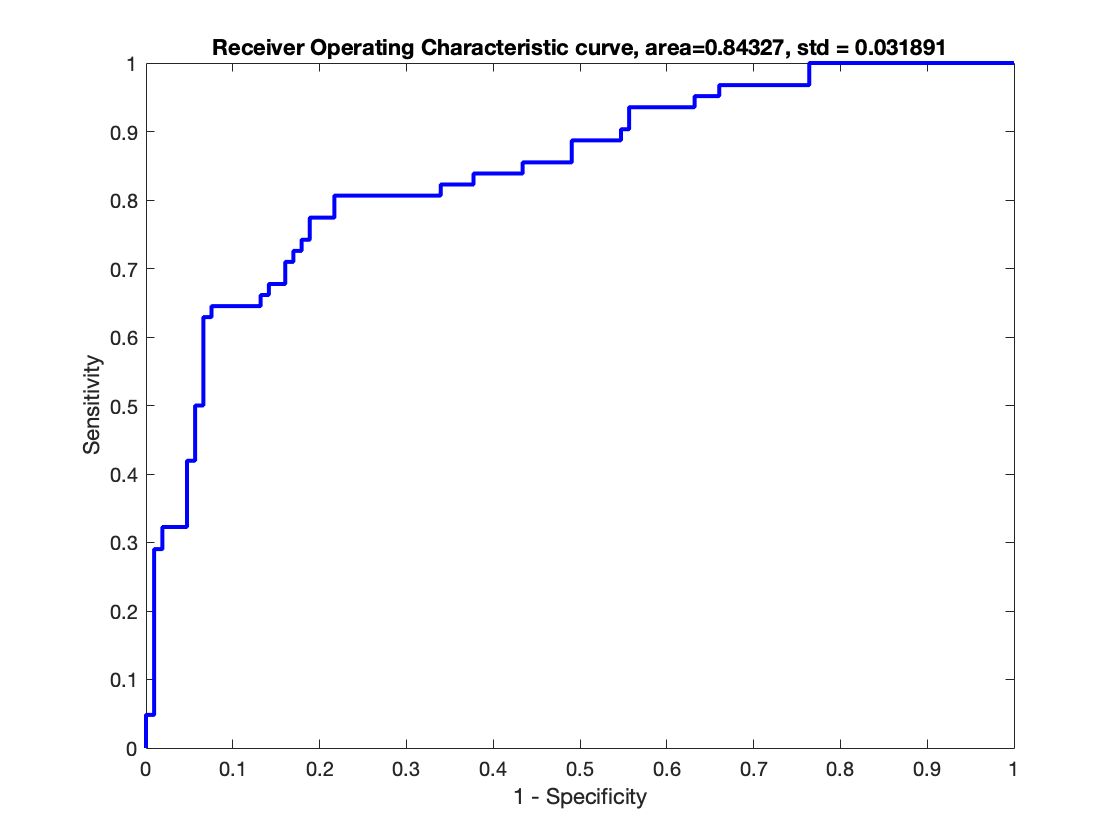 Receiver Operating Characteristic curve, area=0.84327, std = 0.031891
1
0.9
0.8
0.7
0.6
0.5
0.4
0.3
0.2
0.1
0
Sensitivity
0 0.1 0.2 0.3 0.4 0.5 0.6 0.7 0.8 0.9 1
1 - Specificity